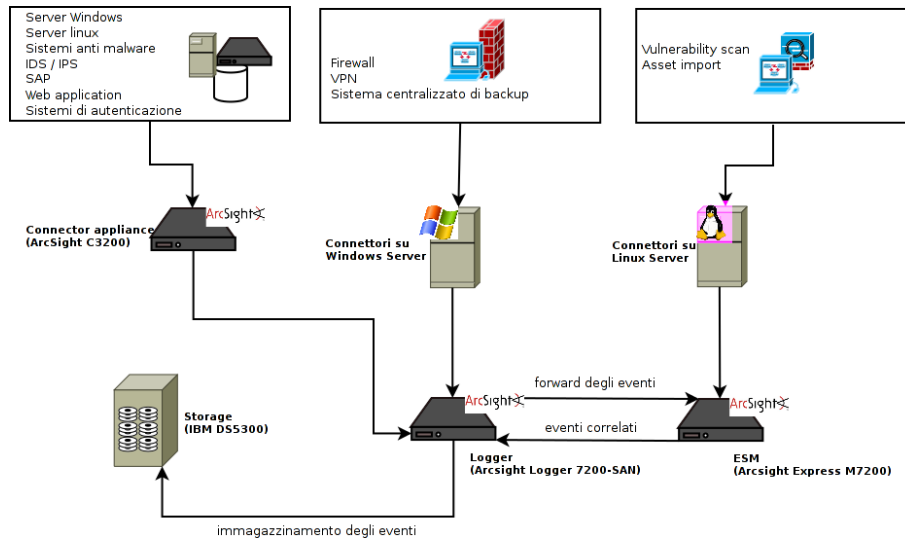 Server Windows
Server linux
Sistemi anti malware
IDS / IPS
SAP
Web application
Sistemi di autenticazione
Firewall
VPN
Sistema centralizzato di backup
Vulnerability scan
Asset import
ArcSight
Connector appliance
(ArcSight C3200)
Connettori su
Windows Server
Connettori su
Linux Server
forward degli eventi
ArcSight
ArcSight
Storage
(IBM DS5300)
eventi correlati
Logger
(Arcsight Logger 7200-SAN)
ESM
(Arcsight Express M7200)
immagazzinamento degli eventi